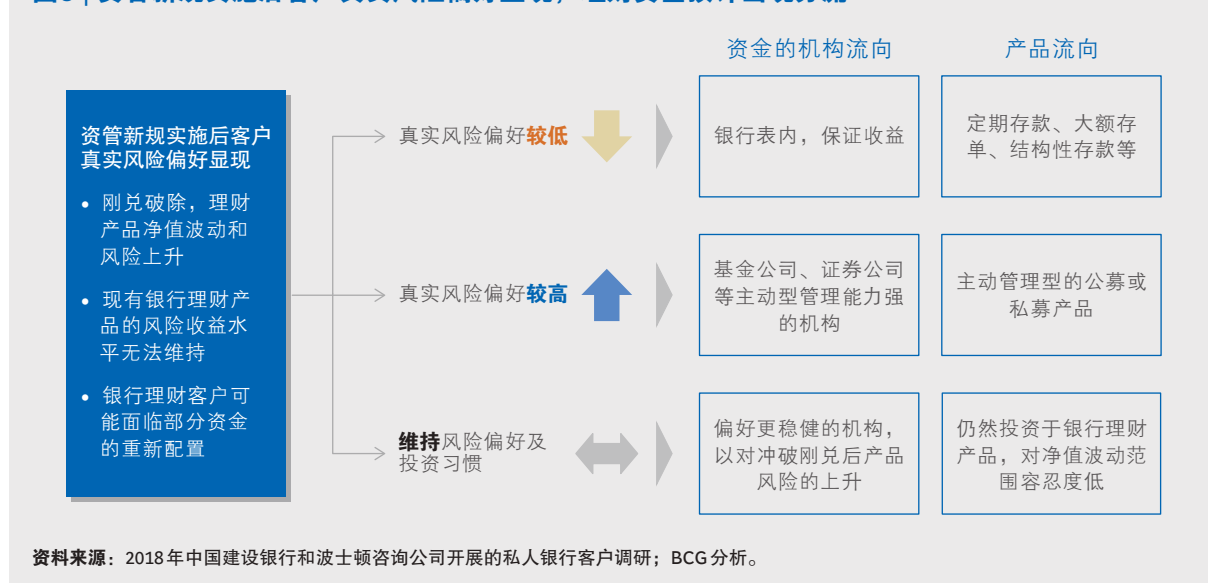 资金的机构流向
产品流向
资管新规实施后客户
真实风险偏好显现
• 刚兑破除，理财
产品净值波动和
风险上升
• 现有银行理财产
品的风险收益水
平无法维持
• 银行理财客户可
能面临部分资金
的重新配置
真实风险偏好较低
银行表内，保证收益
定期存款、大额存
单、结构性存款等
真实风险偏好较高
基金公司、证券公司
等主动型管理能力强
的机构
主动管理型的公募或
私募产品
维持风险偏好及
投资习惯
偏好更稳健的机构，
以对冲破刚兑后产品
风险的上升
仍然投资于银行理财
产品，对净值波动范
围容忍度低
资料来源：2018年中国建设银行和波士顿咨询公司开展的私人银行客户调研；BCG分析。